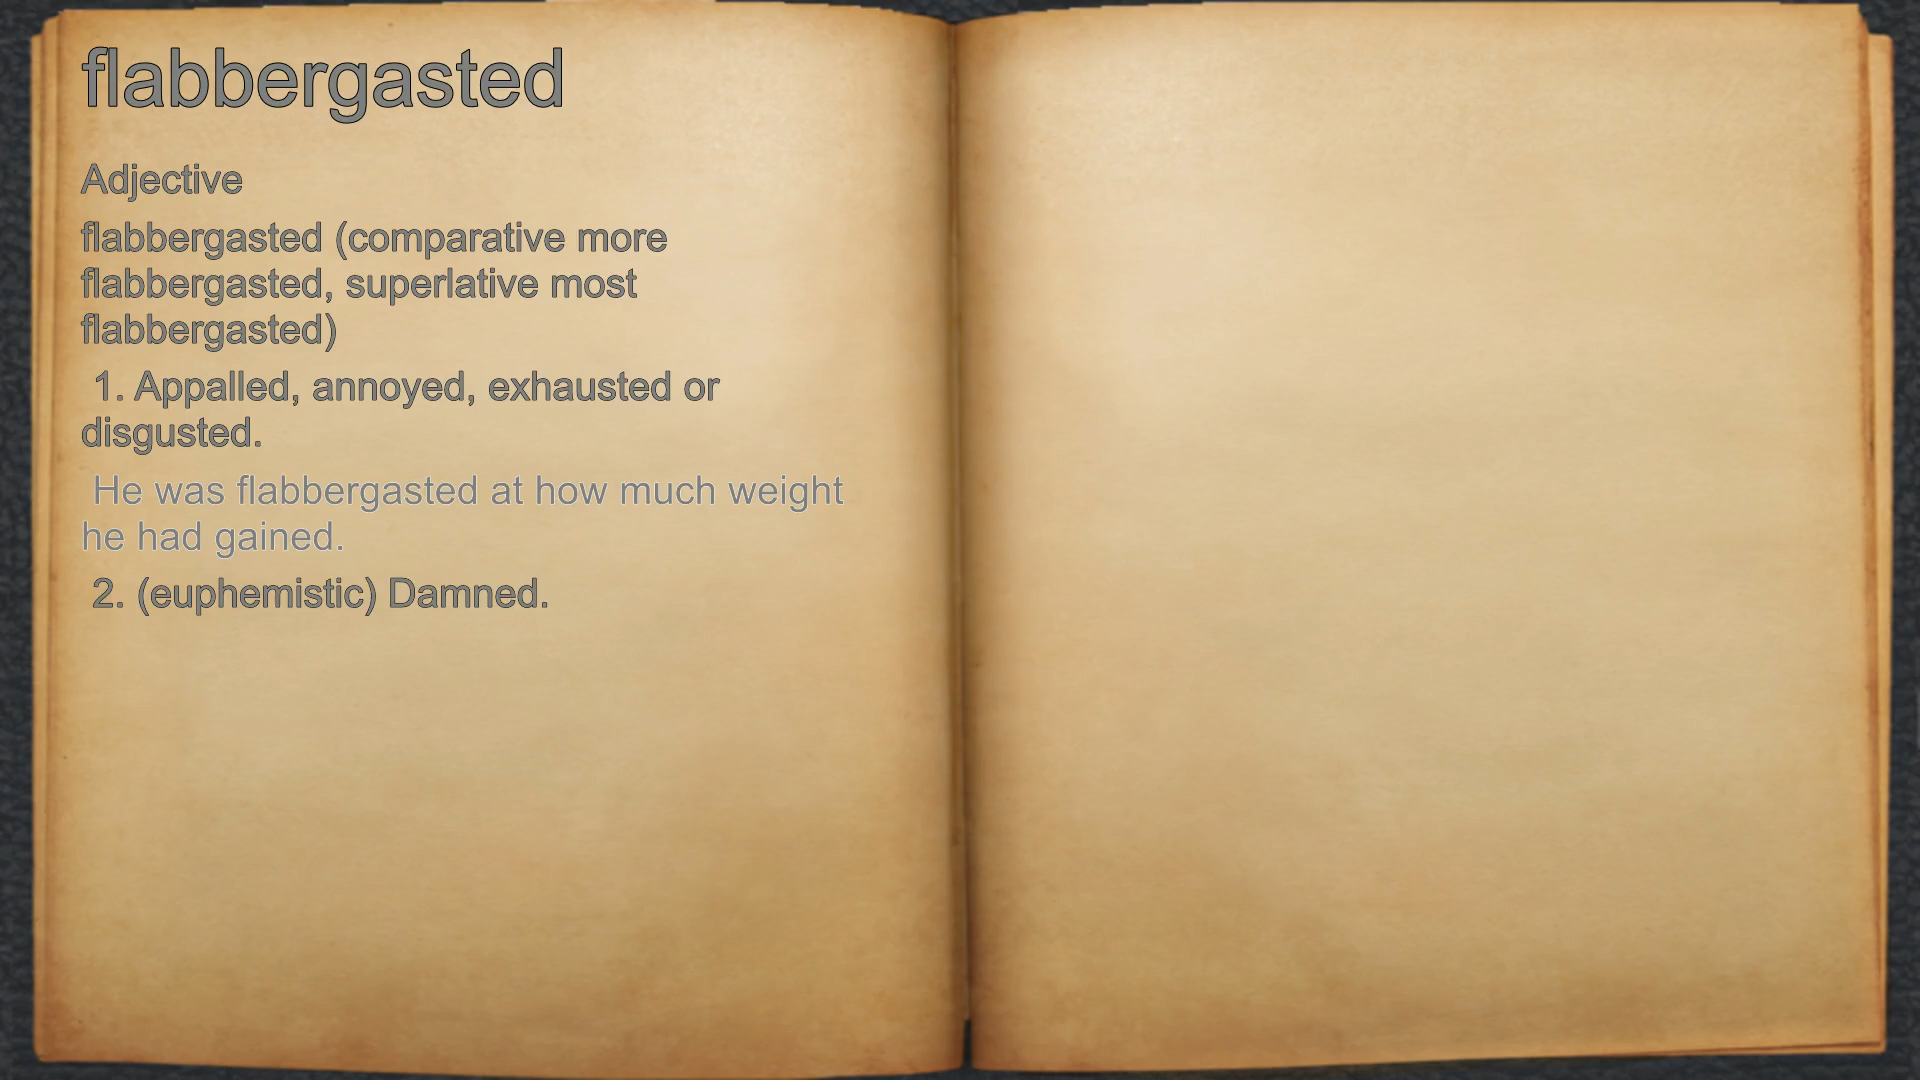 flabbergasted
Adjective
flabbergasted (comparative more
flabbergasted, superlative most
flabbergasted)
1. Appalled, annoyed, exhausted or
disgusted.
He was flabbergasted at how much weight
he had gained.
2. (euphemistic) Damned.